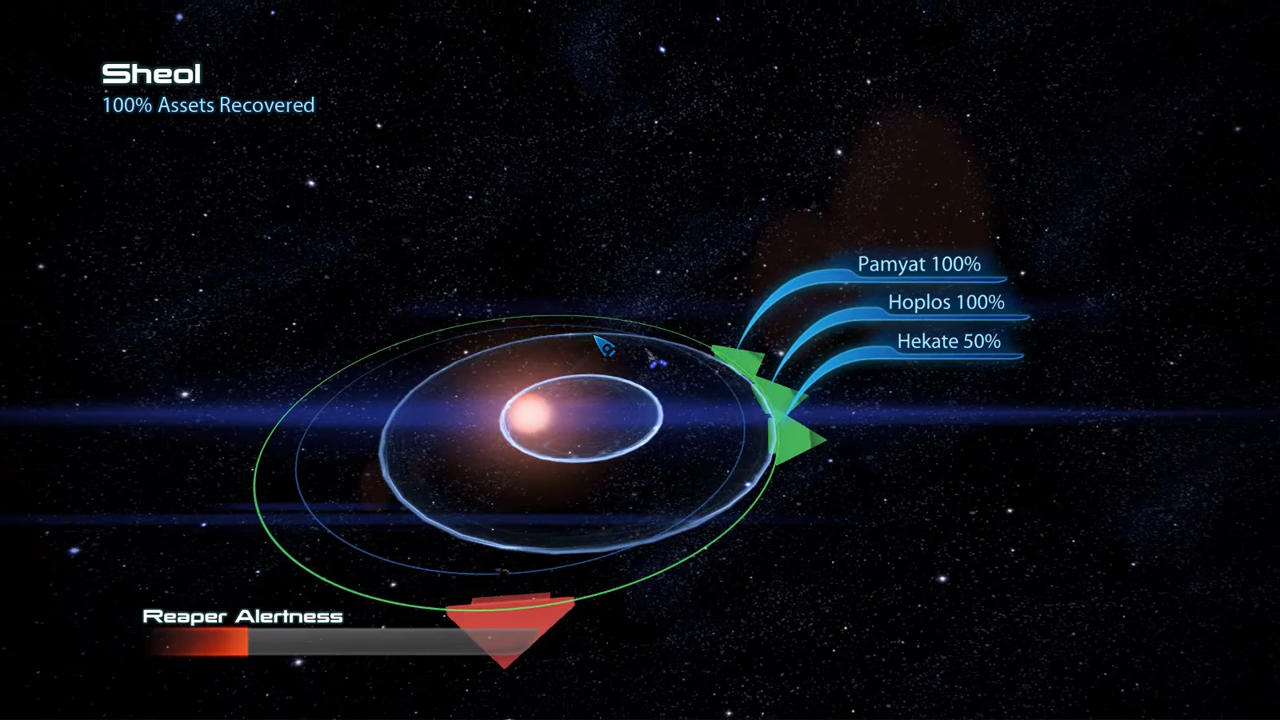 Sheol
100% Assets Recovered
Pamyat 100%
Hoplos 100%
Hekate 50%
Reaper Alertness